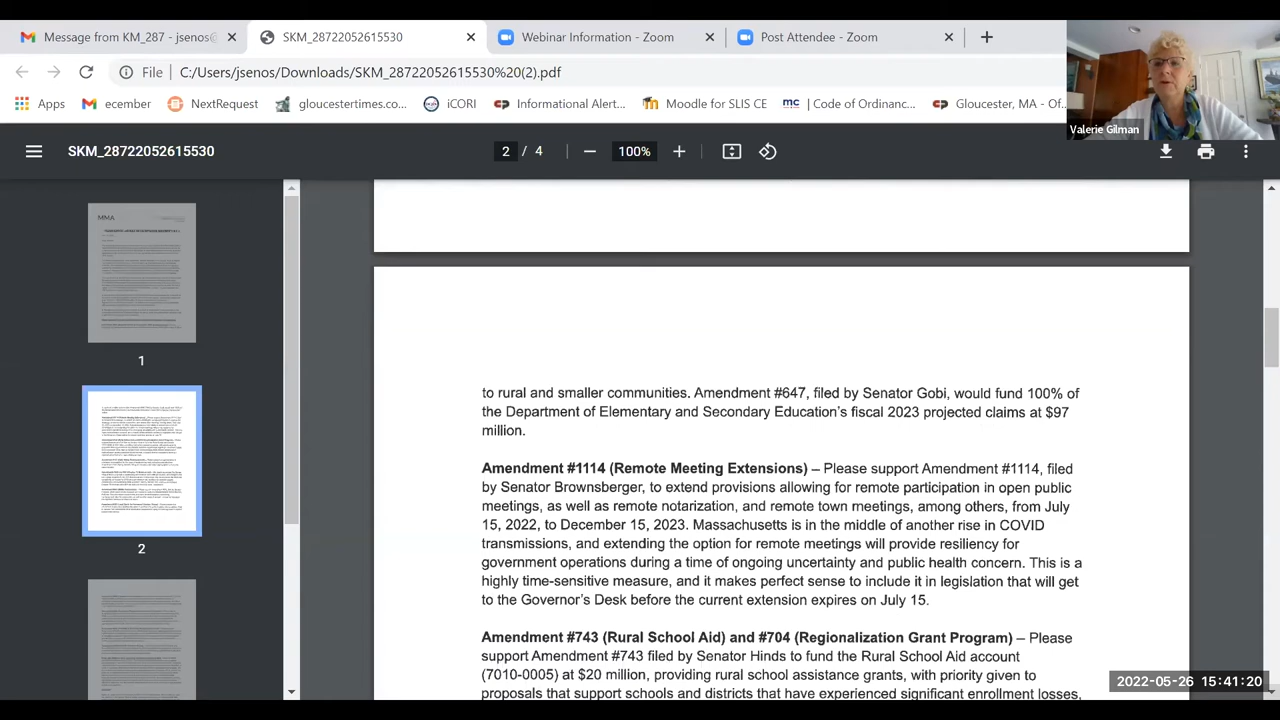 Message from KM_287 - jsenos@
SKM_28722052615530
Webinar Information - Zoom
Post Attendee - Zoom
File
C:/Users/jsenos/Downloads/SKM_28722052615530%20(2).pdf
Apps
ecember
NextRequest
gloucestertimes.co...
iCORI
Informational Alert...
Moodle for SLIS CE
mc | Code of Ordinanc...
Gloucester, MA - Of...
Valerie Gilman
SKM_28722052615530
2 / 4
100%
MMA
1
2
to rural and smaller communities. Amendment #647, filed by Senator Gobi, would fund 100% of
the Department of Elementary and Secondary Education's fiscal 2023 projected claims at $97
million.
Amendment #1114 (Remote Meeting Extensions) – Please support Amendment #1114, filed
by Senator Brownsberger, to extend provisions allowing for remote participation in open public
meetings, as well as remote notarization, and remote town meetings, among others, from July
15, 2022, to December 15, 2023. Massachusetts is in the middle of another rise in COVID
transmissions, and extending the option for remote meetings will provide resiliency for
government operations during a time of ongoing uncertainty and public health concern. This is a
highly time-sensitive measure, and it makes perfect sense to include it in legislation that will get
to the Governor's Desk before the current extension expires on July 15.
Amendment #743 (Rural School Aid) and #704 (Regionalization Grant Program) – Please
support Amendment #743 filed by Senator Hinds to fund the Rural School Aid account
(7010-0005) at $20 million, providing rural school assistance grants, with priority given to
proposals that support schools and districts that have experienced significant enrollment losses,
2022-05-26 15:41:20